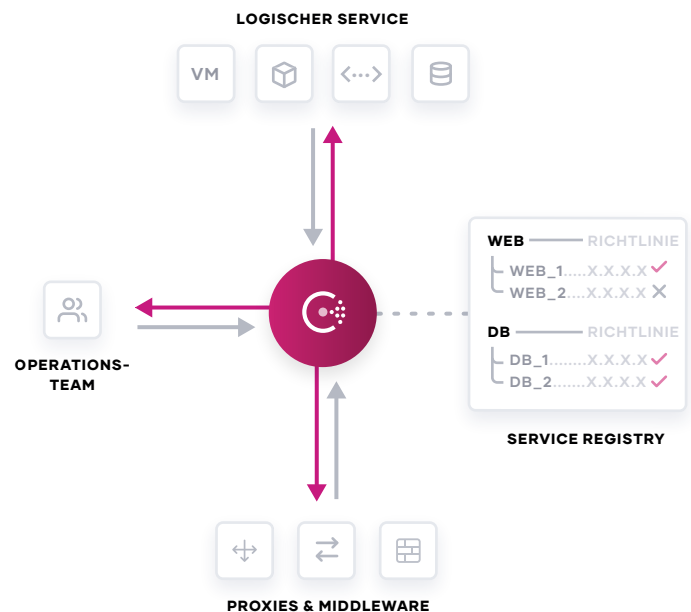 LOGISCHER SERVICE
VM
WEB RICHTLINIE
WEB_1.....X.X.X.X
WEB_2....X.X.X.X
DB RICHTLINIE
DB_1.......X.X.X.X
DB_2.......X.X.X.X
SERVICE REGISTRY
OPERATIONS-
TEAM
PROXIES & MIDDLEWARE